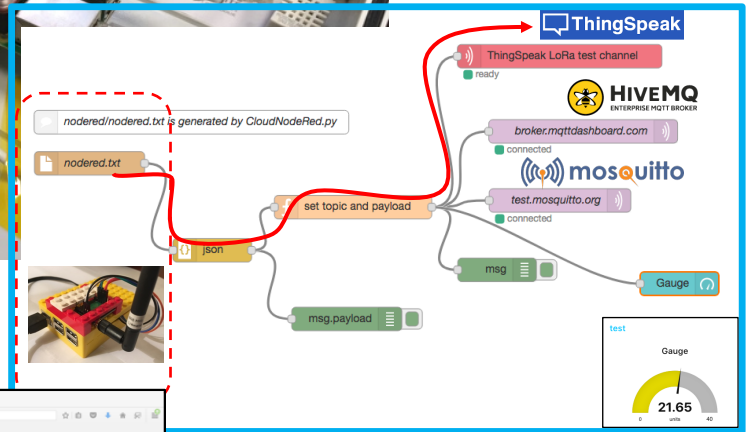 ThingSpeak
ThingSpeak LoRa test channel
ready
HIVEMQ
ENTERPRISE MQTT BROKER
nodered/nodered.txt is generated by CloudNodeRed.py
broker.mqttdashboard.com
connected
nodered.txt
mosquitto
set topic and payload
test.mosquitto.org
connected
json
msg
Gauge
msg.payload
test
Gauge
21.65
0 units 40